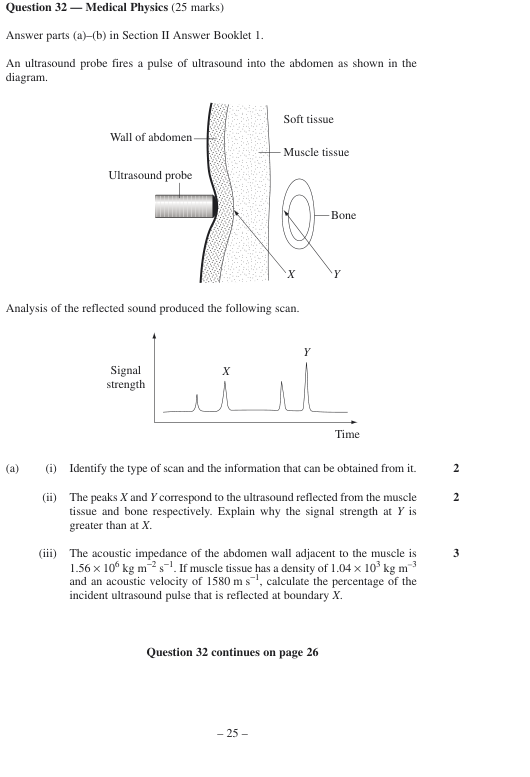 Question 32 — Medical Physics (25 marks)
Answer parts (a)–(b) in Section II Answer Booklet 1.
An ultrasound probe fires a pulse of ultrasound into the abdomen as shown in the
diagram.
Soft tissue
Wall of abdomen
Muscle tissue
Ultrasound probe
Bone
X
Y
Analysis of the reflected sound produced the following scan.
Y
Signal
strength
X
Time
(a) (i) Identify the type of scan and the information that can be obtained from it. 2
(ii) The peaks X and Y correspond to the ultrasound reflected from the muscle 2
tissue and bone respectively. Explain why the signal strength at Y is
greater than at X.
(iii) The acoustic impedance of the abdomen wall adjacent to the muscle is 3
1.56 × 10⁶ kg m⁻² s⁻¹. If muscle tissue has a density of 1.04 × 10³ kg m⁻³
and an acoustic velocity of 1580 m s⁻¹, calculate the percentage of the
incident ultrasound pulse that is reflected at boundary X.
Question 32 continues on page 26
– 25 –